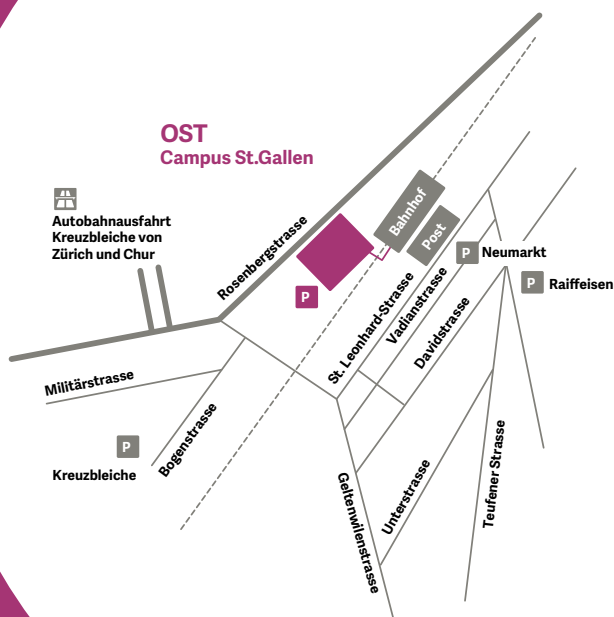 OST
Campus St.Gallen
Autobahnausfahrt
Kreuzbleiche von
Zürich und Chur
Rosenbergstrasse
Bahnhof
Post
P
Neumarkt
P
Raiffeisen
P
St. Leonhard-Strasse
Vadianstrasse
Davidstrasse
Militärstrasse
Bogenstrasse
P
Kreuzbleiche
Geltenwilenstrasse
Unterstrasse
Teufener Strasse